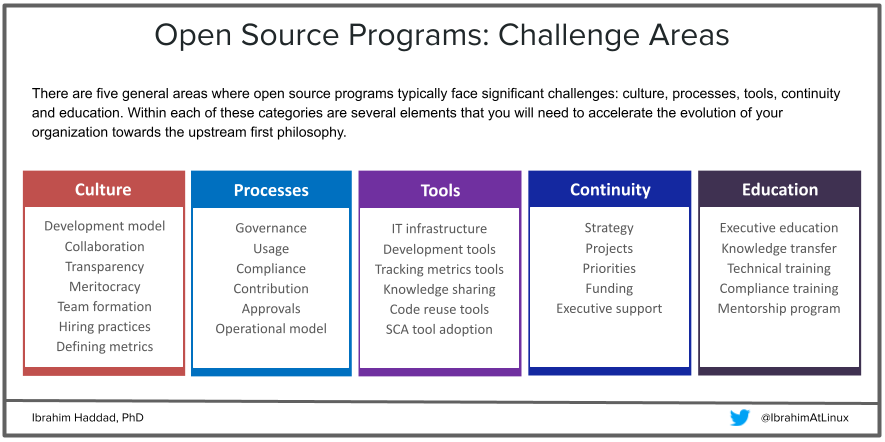 Open Source Programs: Challenge Areas
There are five general areas where open source programs typically face significant challenges: culture, processes, tools, continuity
and education. Within each of these categories are several elements that you will need to accelerate the evolution of your
organization towards the upstream first philosophy.
Culture
Development model
Collaboration
Transparency
Meritocracy
Team formation
Hiring practices
Defining metrics
Processes
Governance
Usage
Compliance
Contribution
Approvals
Operational model
Tools
IT infrastructure
Development tools
Tracking metrics tools
Knowledge sharing
Code reuse tools
SCA tool adoption
Continuity
Strategy
Projects
Priorities
Funding
Executive support
Education
Executive education
Knowledge transfer
Technical training
Compliance training
Mentorship program
Ibrahim Haddad, PhD
@IbrahimAtLinux